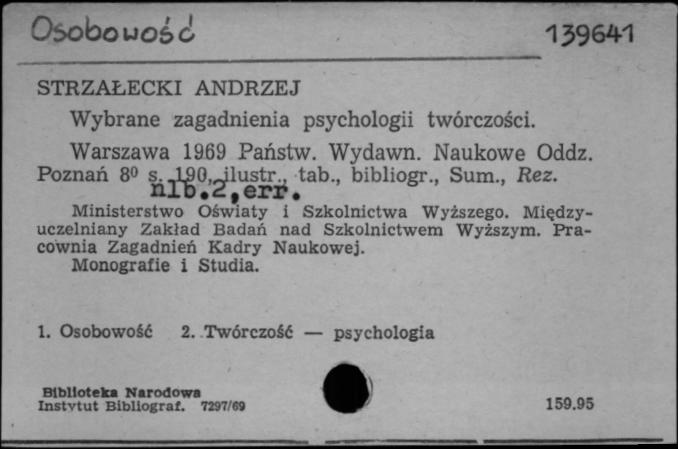 Osobowość 139641
STRZAŁECKI ANDRZEJ
Wybrane zagadnienia psychologii twórczości.
Warszawa 1969 Państw. Wydawn. Naukowe Oddz.
Poznań 8⁰ s. 190, ilustr., tab., bibliogr., Sum., Rez.
nlb.2,err.
Ministerstwo Oświaty i Szkolnictwa Wyższego. Między-
uczelniany Zakład Badań nad Szkolnictwem Wyższym. Pra-
cownia Zagadnień Kadry Naukowej.
Monografie i Studia.
1. Osobowość 2. Twórczość — psychologia
Biblioteka Narodowa
Instytut Bibliograf. 7297/69 159.95